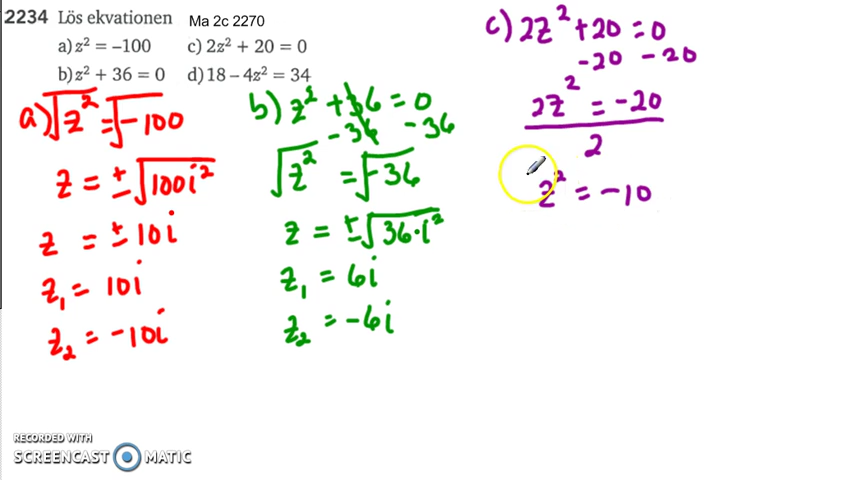 2234 Lös ekvationen Ma 2c 2270
a) z² = –100 c) 2z² + 20 = 0
b) z² + 36 = 0 d) 18 – 4z² = 34
a) √z² = √-100
z = ± √100i²
z = ± 10i
z₁ = 10i
z₂ = -10i
b) z² + 36 = 0
-36 -36
√z² = √-36
z = ± √36·i²
z₁ = 6i
z₂ = -6i
c) 2z² + 20 = 0
-20 -20
2z² = -20
2
z² = -10
RECORDED WITH
SCREENCAST MATIC